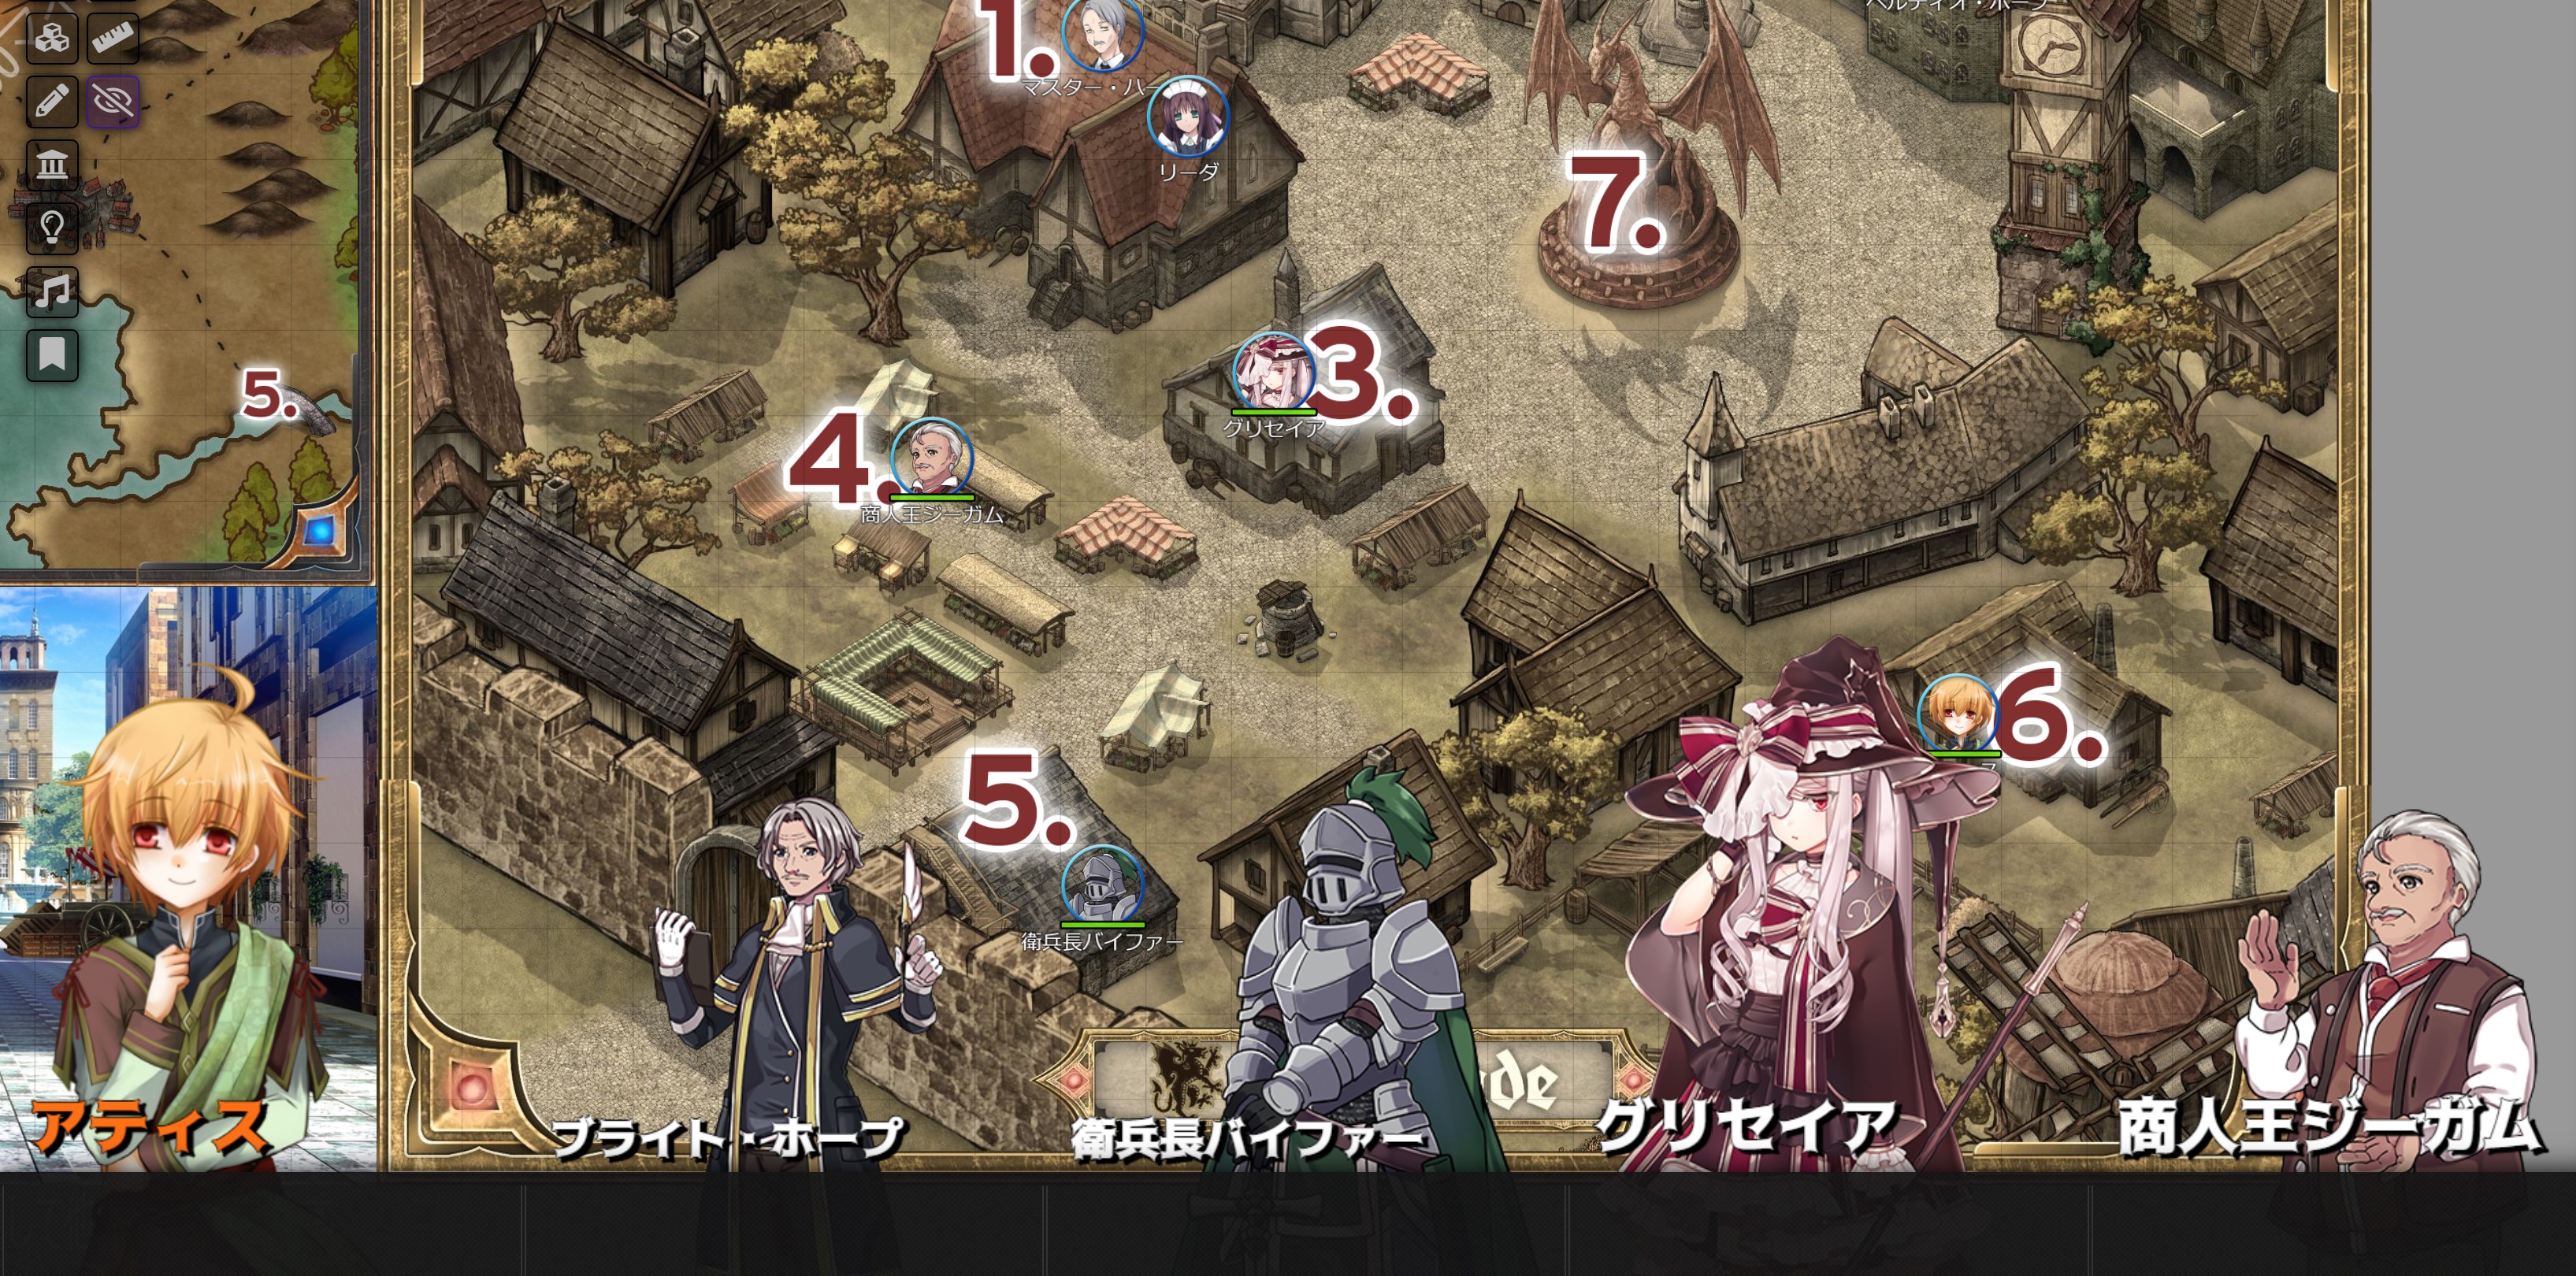 1.
マスター・ハー
リーダ
7.
3.
グリセイア
4.
商人王ジーガム
5.
5.
6.
衛兵長バイファー
de
アティス
ブライト・ホープ
衛兵長バイファー
グリセイア
商人王ジーガム